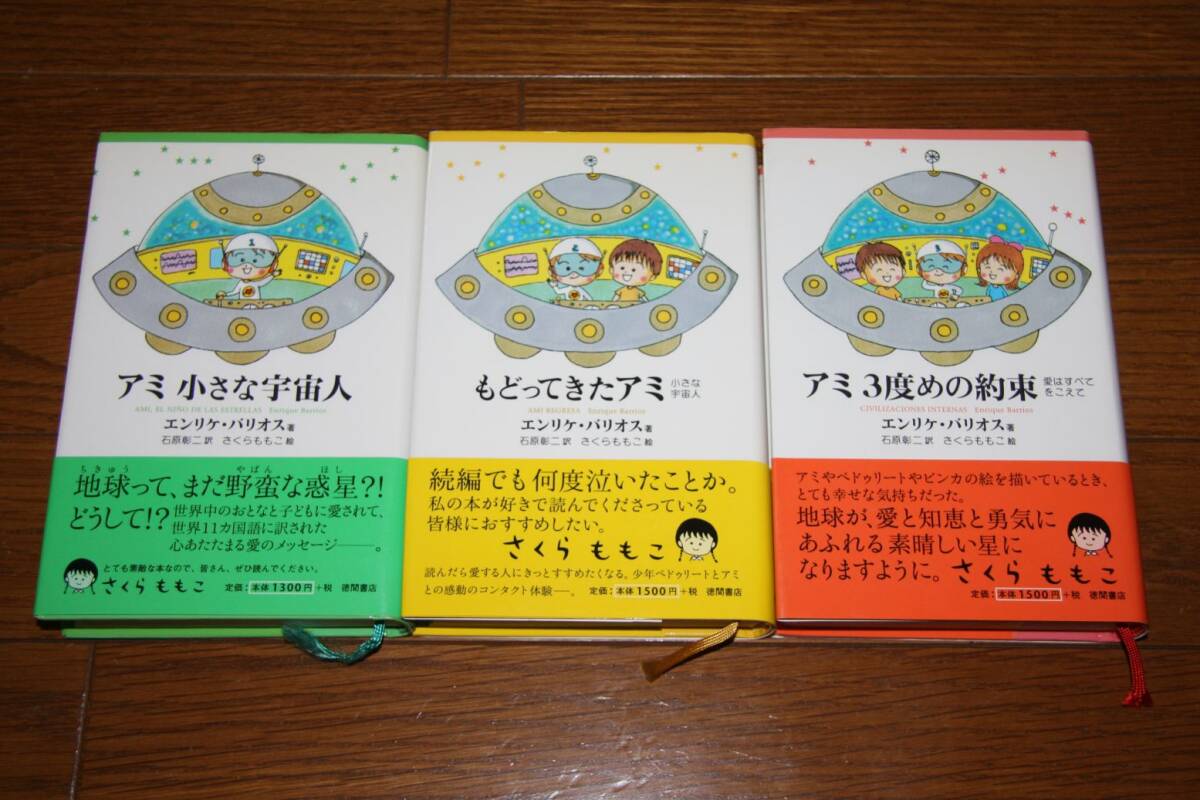 1
アミ 小さな宇宙人
AMI, EL NIÑO DE LAS ESTRELLAS Enrique Barrios
エンリケ・バリオス 著
石原彰二 訳 さくらももこ 絵
ちきゅう やばん ほし
地球って、まだ野蛮な惑星?!
どうして!? 世界中のおとなと子どもに愛されて、
世界11カ国語に訳された
心あたたまる愛のメッセージ――。
とても素敵な本なので、皆さん、ぜひ読んでください。
さくら ももこ
定価:本体1300円+税 徳間書店
2
もどってきたアミ 小さな
宇宙人
AMI REGRESA Enrique Barrios
エンリケ・バリオス 著
石原彰二 訳 さくらももこ 絵
続編でも何度泣いたことか。
私の本が好きで読んでくださっている
皆様におすすめしたい。
さくら ももこ
読んだら愛する人にきっとすすめたくなる。少年ペドゥリートとアミ
との感動のコンタクト体験―。 定価:本体1500円+税 徳間書店
3
アミ 3度めの約束 愛はすべて
をこえて
CIVILIZACIONES INTERNAS Enrique Barrios
エンリケ・バリオス 著
石原彰二 訳 さくらももこ 絵
アミやペドゥリートやビンカの絵を描いているとき、
とても幸せな気持ちだった。
地球が、愛と知恵と勇気に
あふれる素晴しい星に
なりますように。さくら ももこ
定価:本体1500円+税 徳間書店